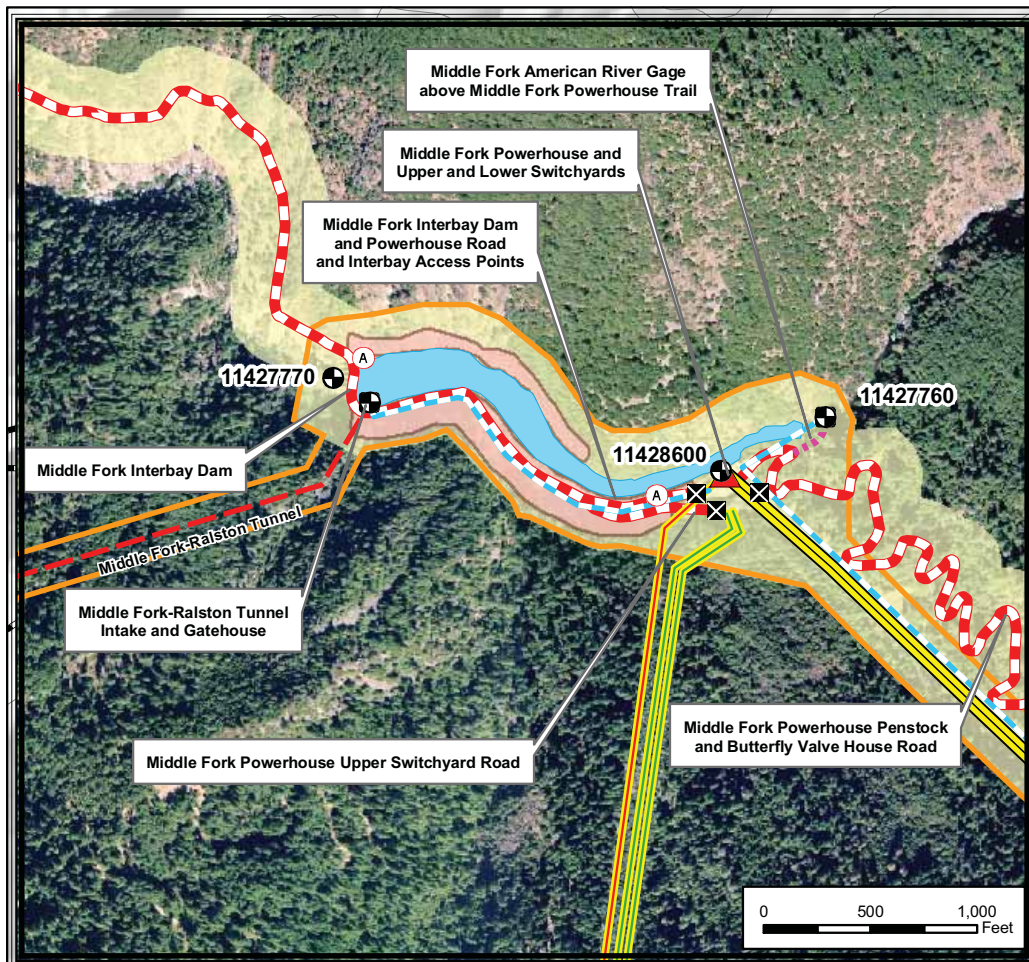 Middle Fork American River Gage
above Middle Fork Powerhouse Trail
Middle Fork Powerhouse and
Upper and Lower Switchyards
Middle Fork Interbay Dam
and Powerhouse Road
and Interbay Access Points
A
11427770
11427760
Middle Fork Interbay Dam
11428600
A
Middle Fork-Ralston Tunnel
Middle Fork-Ralston Tunnel
Intake and Gatehouse
Middle Fork Powerhouse Penstock
and Butterfly Valve House Road
Middle Fork Powerhouse Upper Switchyard Road
0 500 1,000
Feet